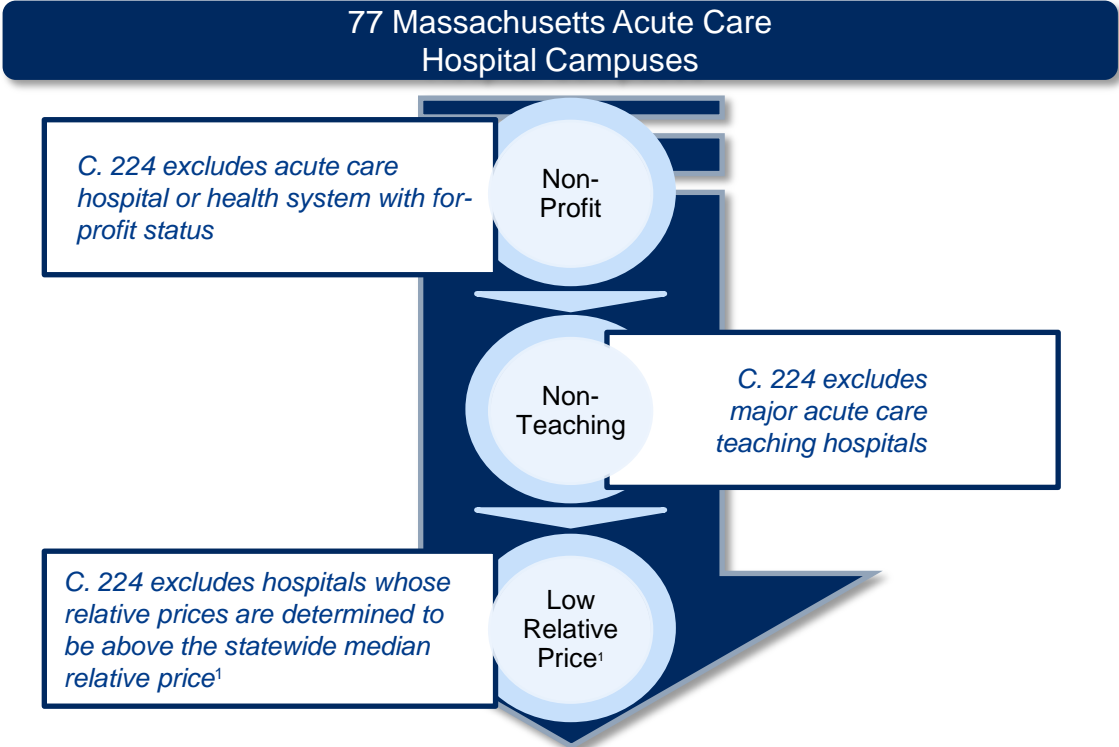 77 Massachusetts Acute Care
Hospital Campuses
C. 224 excludes acute care
hospital or health system with for-
profit status
Non-
Profit
Non-
Teaching
C. 224 excludes
major acute care
teaching hospitals
C. 224 excludes hospitals whose
relative prices are determined to
be above the statewide median
relative price¹
Low
Relative
Price¹